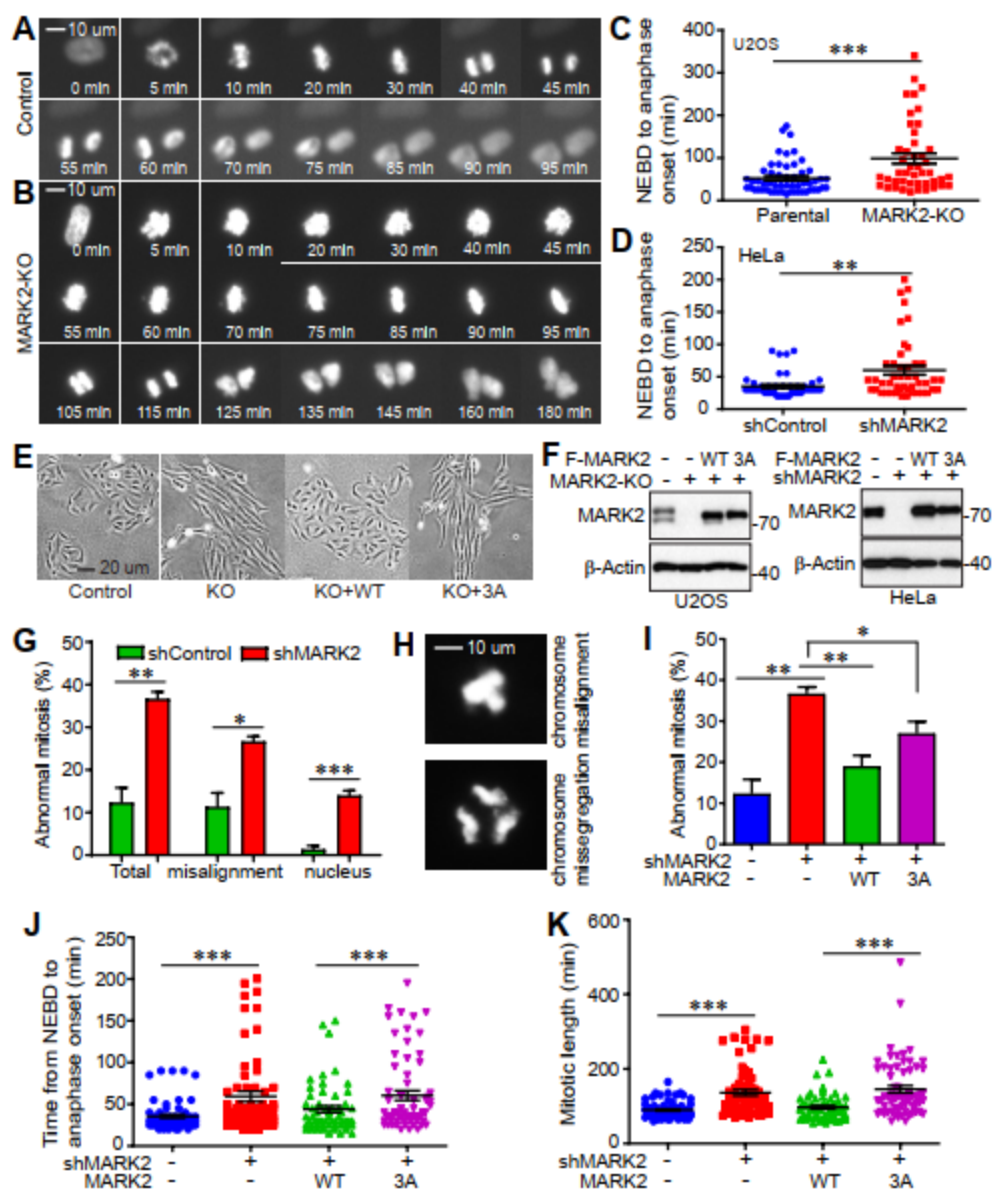 A
10 um
Control
0 min
5 min
10 min
20 min
30 min
40 min
45 min
55 min
60 min
70 min
75 min
85 min
90 min
95 min
B
10 um
MARK2-KO
0 min
5 min
10 min
20 min
30 min
40 min
45 min
55 min
60 min
70 min
75 min
85 min
90 min
95 min
105 min
115 min
125 min
135 min
145 min
160 min
180 min
C
U2OS
***
NEBD to anaphase
onset (min)
400
300
200
100
0
Parental
MARK2-KO
D
HeLa
**
NEBD to anaphase
onset (min)
250
200
150
100
50
0
shControl
shMARK2
E
20 um
Control
KO
KO+WT
KO+3A
F
F-MARK2 - - WT 3A
MARK2-KO - + + +
MARK2
-70
β-Actin
-40
U2OS
F-MARK2 - - WT 3A
shMARK2 - + + +
MARK2
-70
β-Actin
-40
HeLa
G
shControl
shMARK2
Abnormal mitosis (%)
50
40
30
20
10
0
**
*
***
Total
misalignment
nucleus
H
10 um
chromosome
misalignment
chromosome
missegregation
I
Abnormal mitosis (%)
50
40
30
20
10
0
**
**
*
shMARK2 - + + +
MARK2 - - WT 3A
J
Time from NEBD to
anaphase onset (min)
250
200
150
100
50
0
***
***
shMARK2 - + + +
MARK2 - - WT 3A
K
Mitotic length (min)
600
400
200
0
***
***
shMARK2 - + + +
MARK2 - - WT 3A